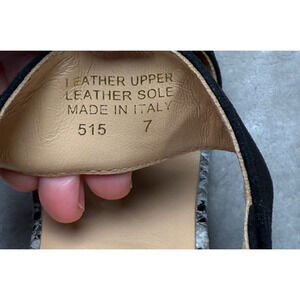 LEATHER UPPER
LEATHER SOLE
MADE IN ITALY
515 7